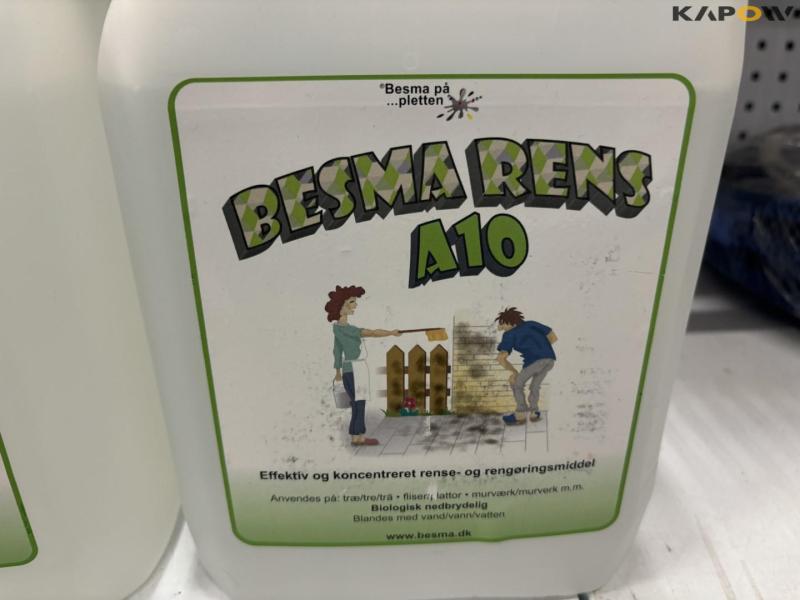 KAPOW
®Besma på
...pletten
BESMA RENS
A10
Effektiv og koncentreret rense- og rengøringsmiddel
Anvendes på: træ/tre/trä • fliser/plattor • murværk/murverk m.m.
Biologisk nedbrydelig
Blandes med vand/vann/vatten
www.besma.dk